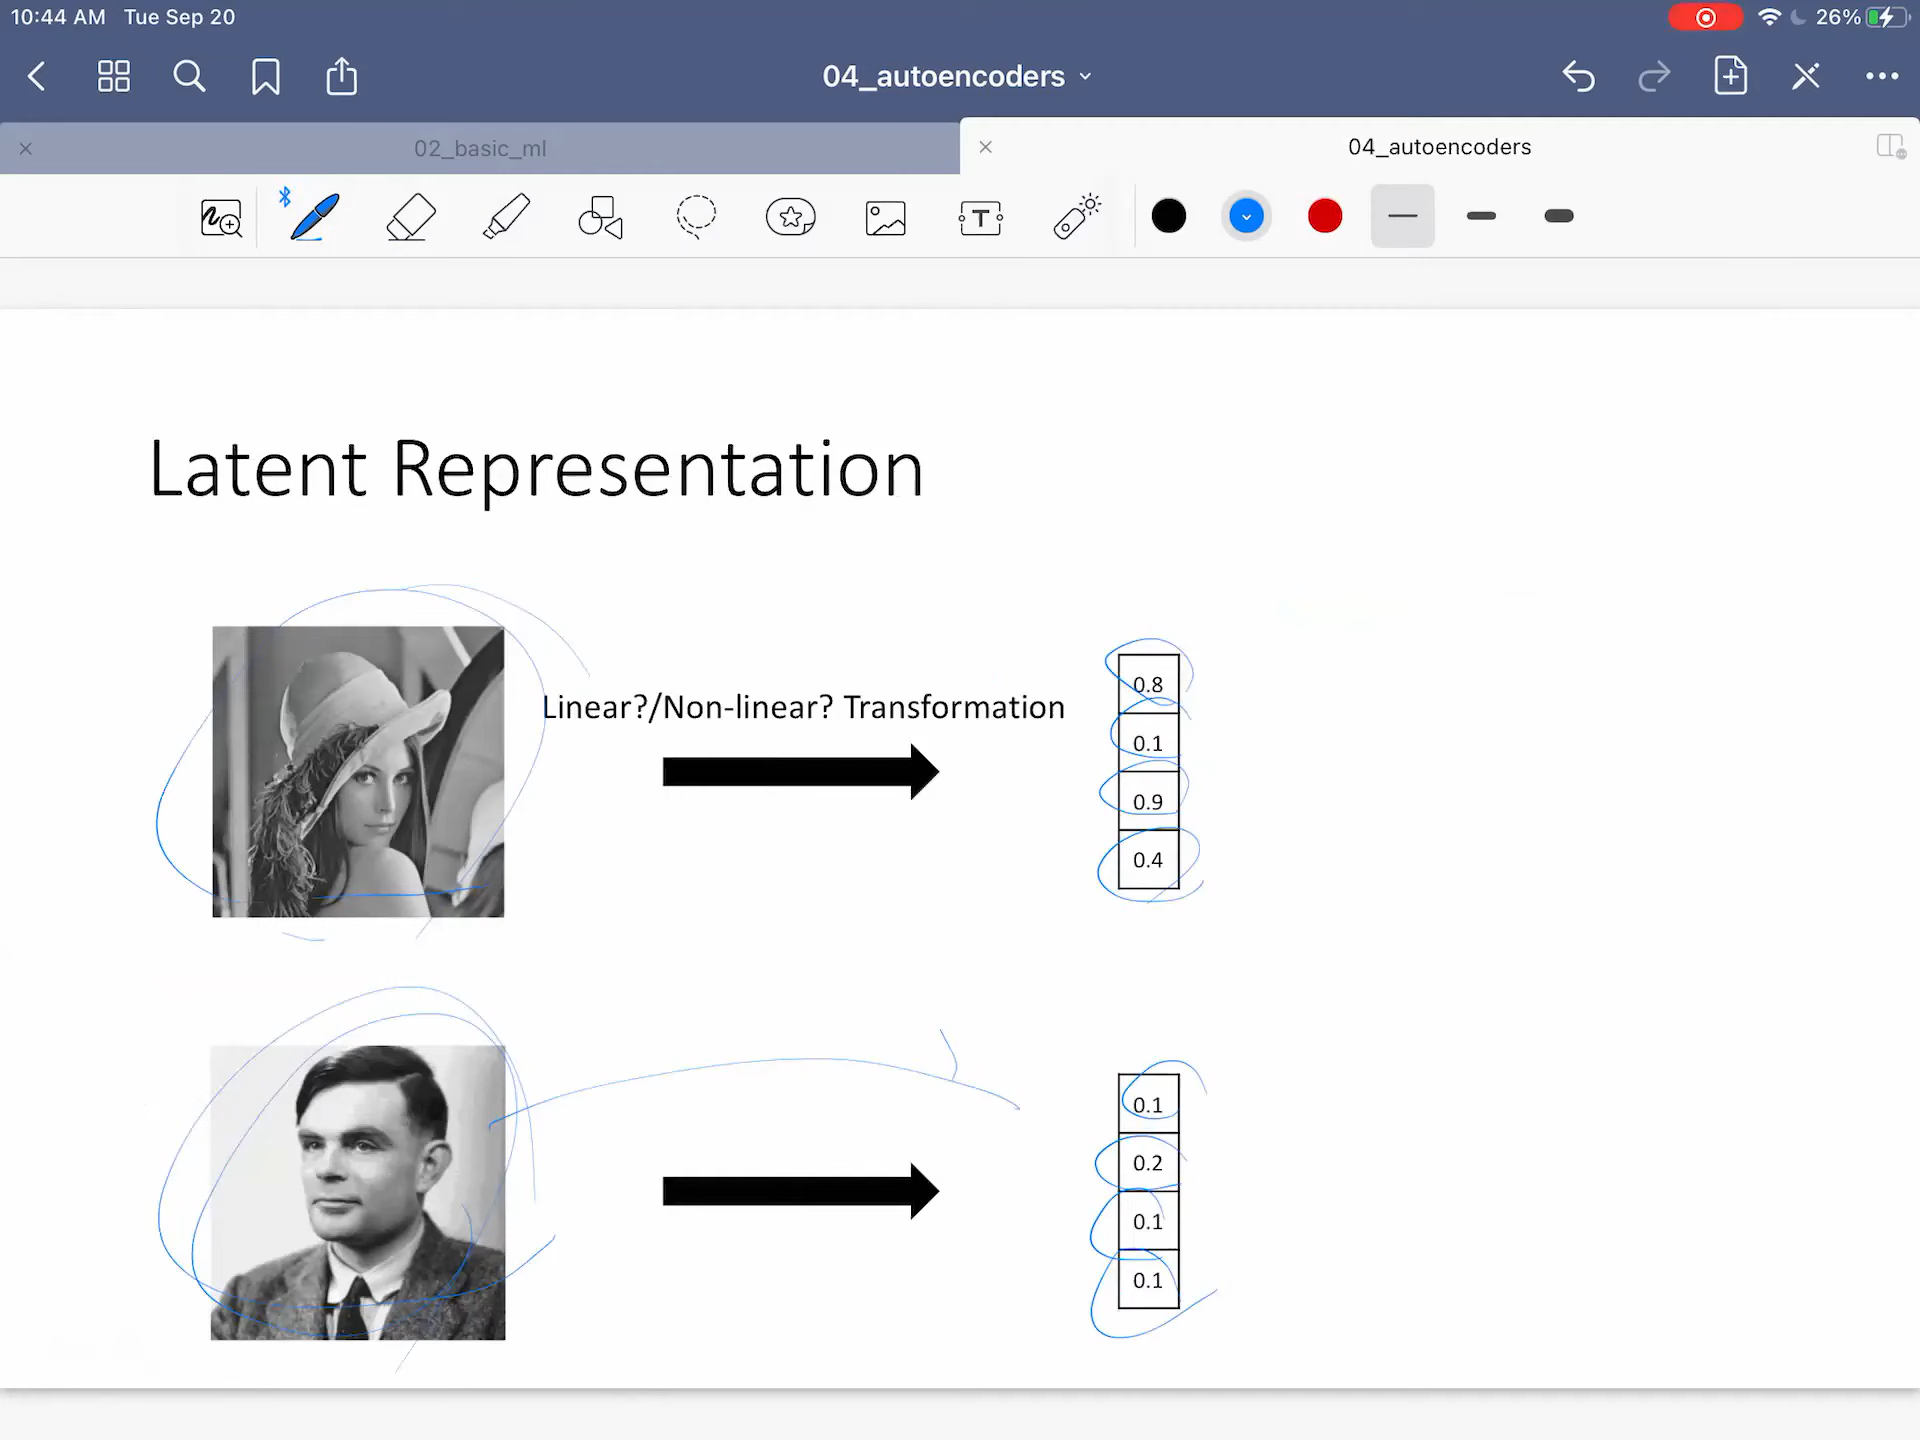 10:44 AM Tue Sep 20
26%
04_autoencoders
02_basic_ml
04_autoencoders
T
Latent Representation
Linear?/Non-linear? Transformation
0.8
0.1
0.9
0.4
0.1
0.2
0.1
0.1